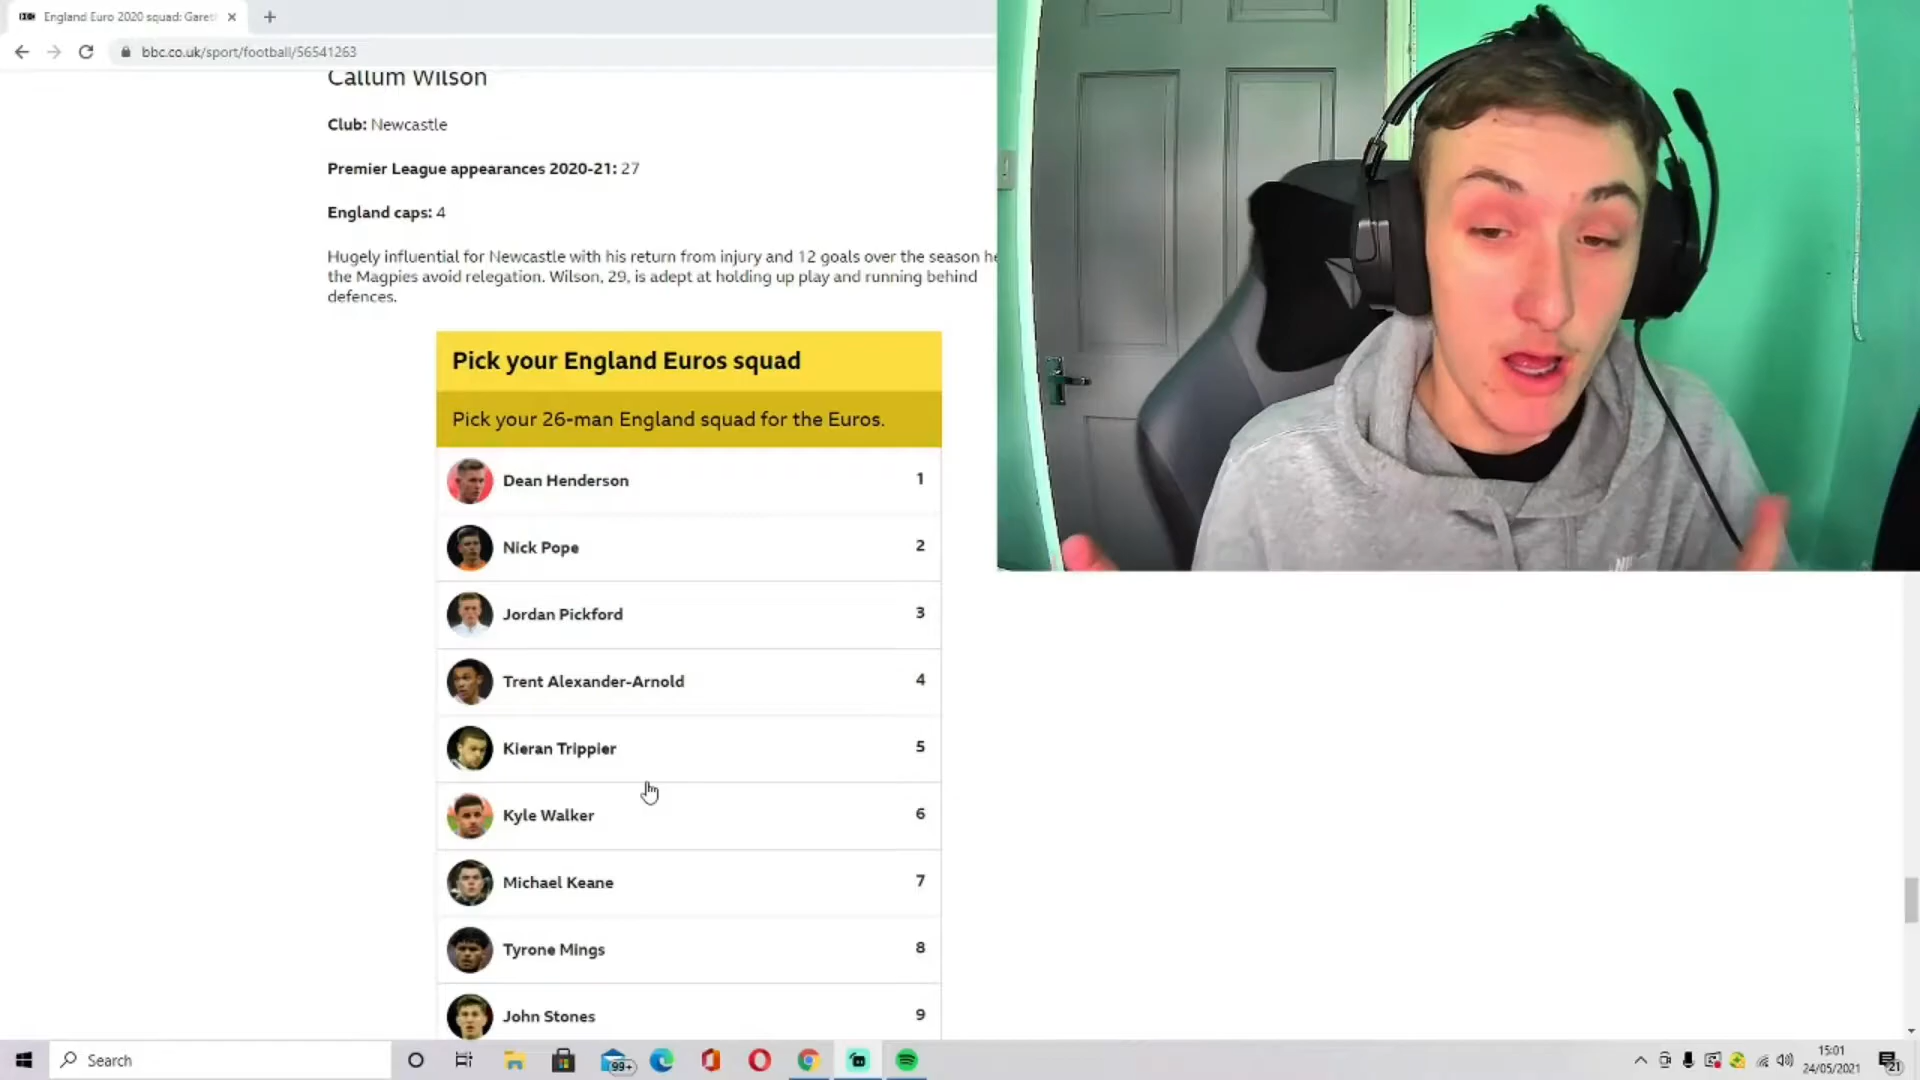 England Euro 2020 squad: Garet
bbc.co.uk/sport/football/56541263
Callum Wilson
Club: Newcastle
Premier League appearances 2020-21: 27
England caps: 4
Hugely influential for Newcastle with his return from injury and 12 goals over the season he
the Magpies avoid relegation. Wilson, 29, is adept at holding up play and running behind
defences.
Pick your England Euros squad
Pick your 26-man England squad for the Euros.
Dean Henderson 1
Nick Pope 2
Jordan Pickford 3
Trent Alexander-Arnold 4
Kieran Trippier 5
Kyle Walker 6
Michael Keane 7
Tyrone Mings 8
John Stones 9
Search
99+
15:01
24/05/2021
21